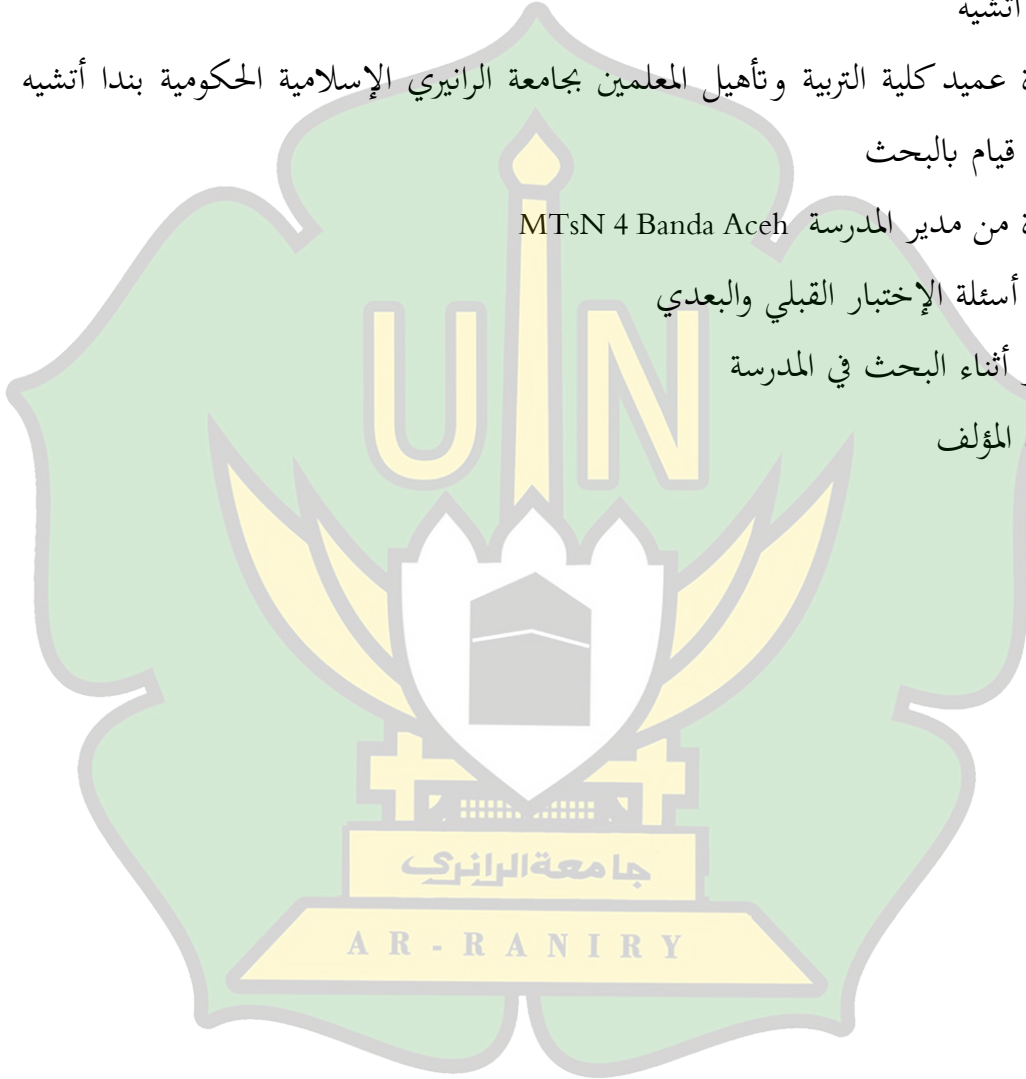 أتشيه
عميد كلية التربية وتأهيل المعلمين بجامعة الرانيري الإسلامية الحكومية بندا أتشيه
قيام بالبحث
من مدير المدرسة MTsN 4 Banda Aceh
أسئلة الإختبار القبلي والبعدي
أثناء البحث في المدرسة
المؤلف
UIN
جامعة الرانري
AR-RANIRY